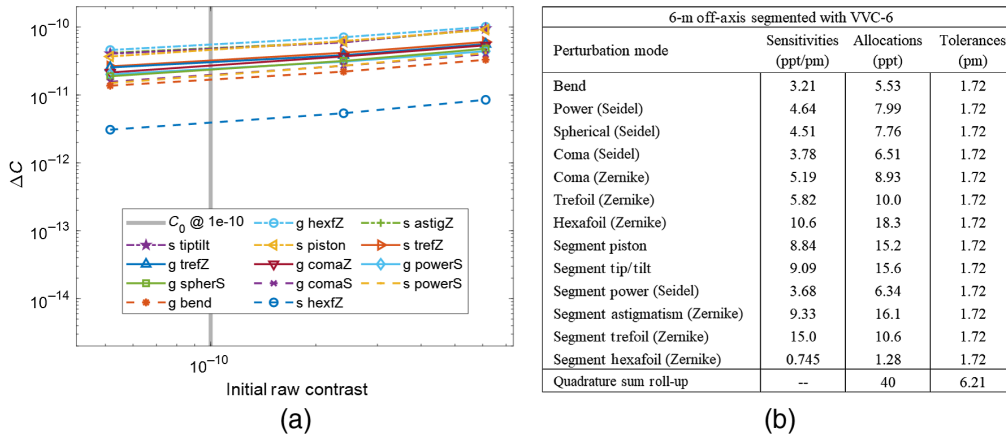 10^-10
10^-11
10^-12
10^-13
10^-14
ΔC
C0 @ 1e-10
s tiptilt
g trefZ
g spherS
g bend
g hexfZ
s piston
g comaZ
g comaS
s hexfZ
s astigZ
s trefZ
g powerS
s powerS
10^-10
Initial raw contrast
(a)
6-m off-axis segmented with VVC-6
Perturbation mode Sensitivities (ppt/pm) Allocations (ppt) Tolerances (pm)
Bend 3.21 5.53 1.72
Power (Seidel) 4.64 7.99 1.72
Spherical (Seidel) 4.51 7.76 1.72
Coma (Seidel) 3.78 6.51 1.72
Coma (Zernike) 5.19 8.93 1.72
Trefoil (Zernike) 5.82 10.0 1.72
Hexafoil (Zernike) 10.6 18.3 1.72
Segment piston 8.84 15.2 1.72
Segment tip/tilt 9.09 15.6 1.72
Segment power (Seidel) 3.68 6.34 1.72
Segment astigmatism (Zernike) 9.33 16.1 1.72
Segment trefoil (Zernike) 15.0 10.6 1.72
Segment hexafoil (Zernike) 0.745 1.28 1.72
Quadrature sum roll-up -- 40 6.21
(b)